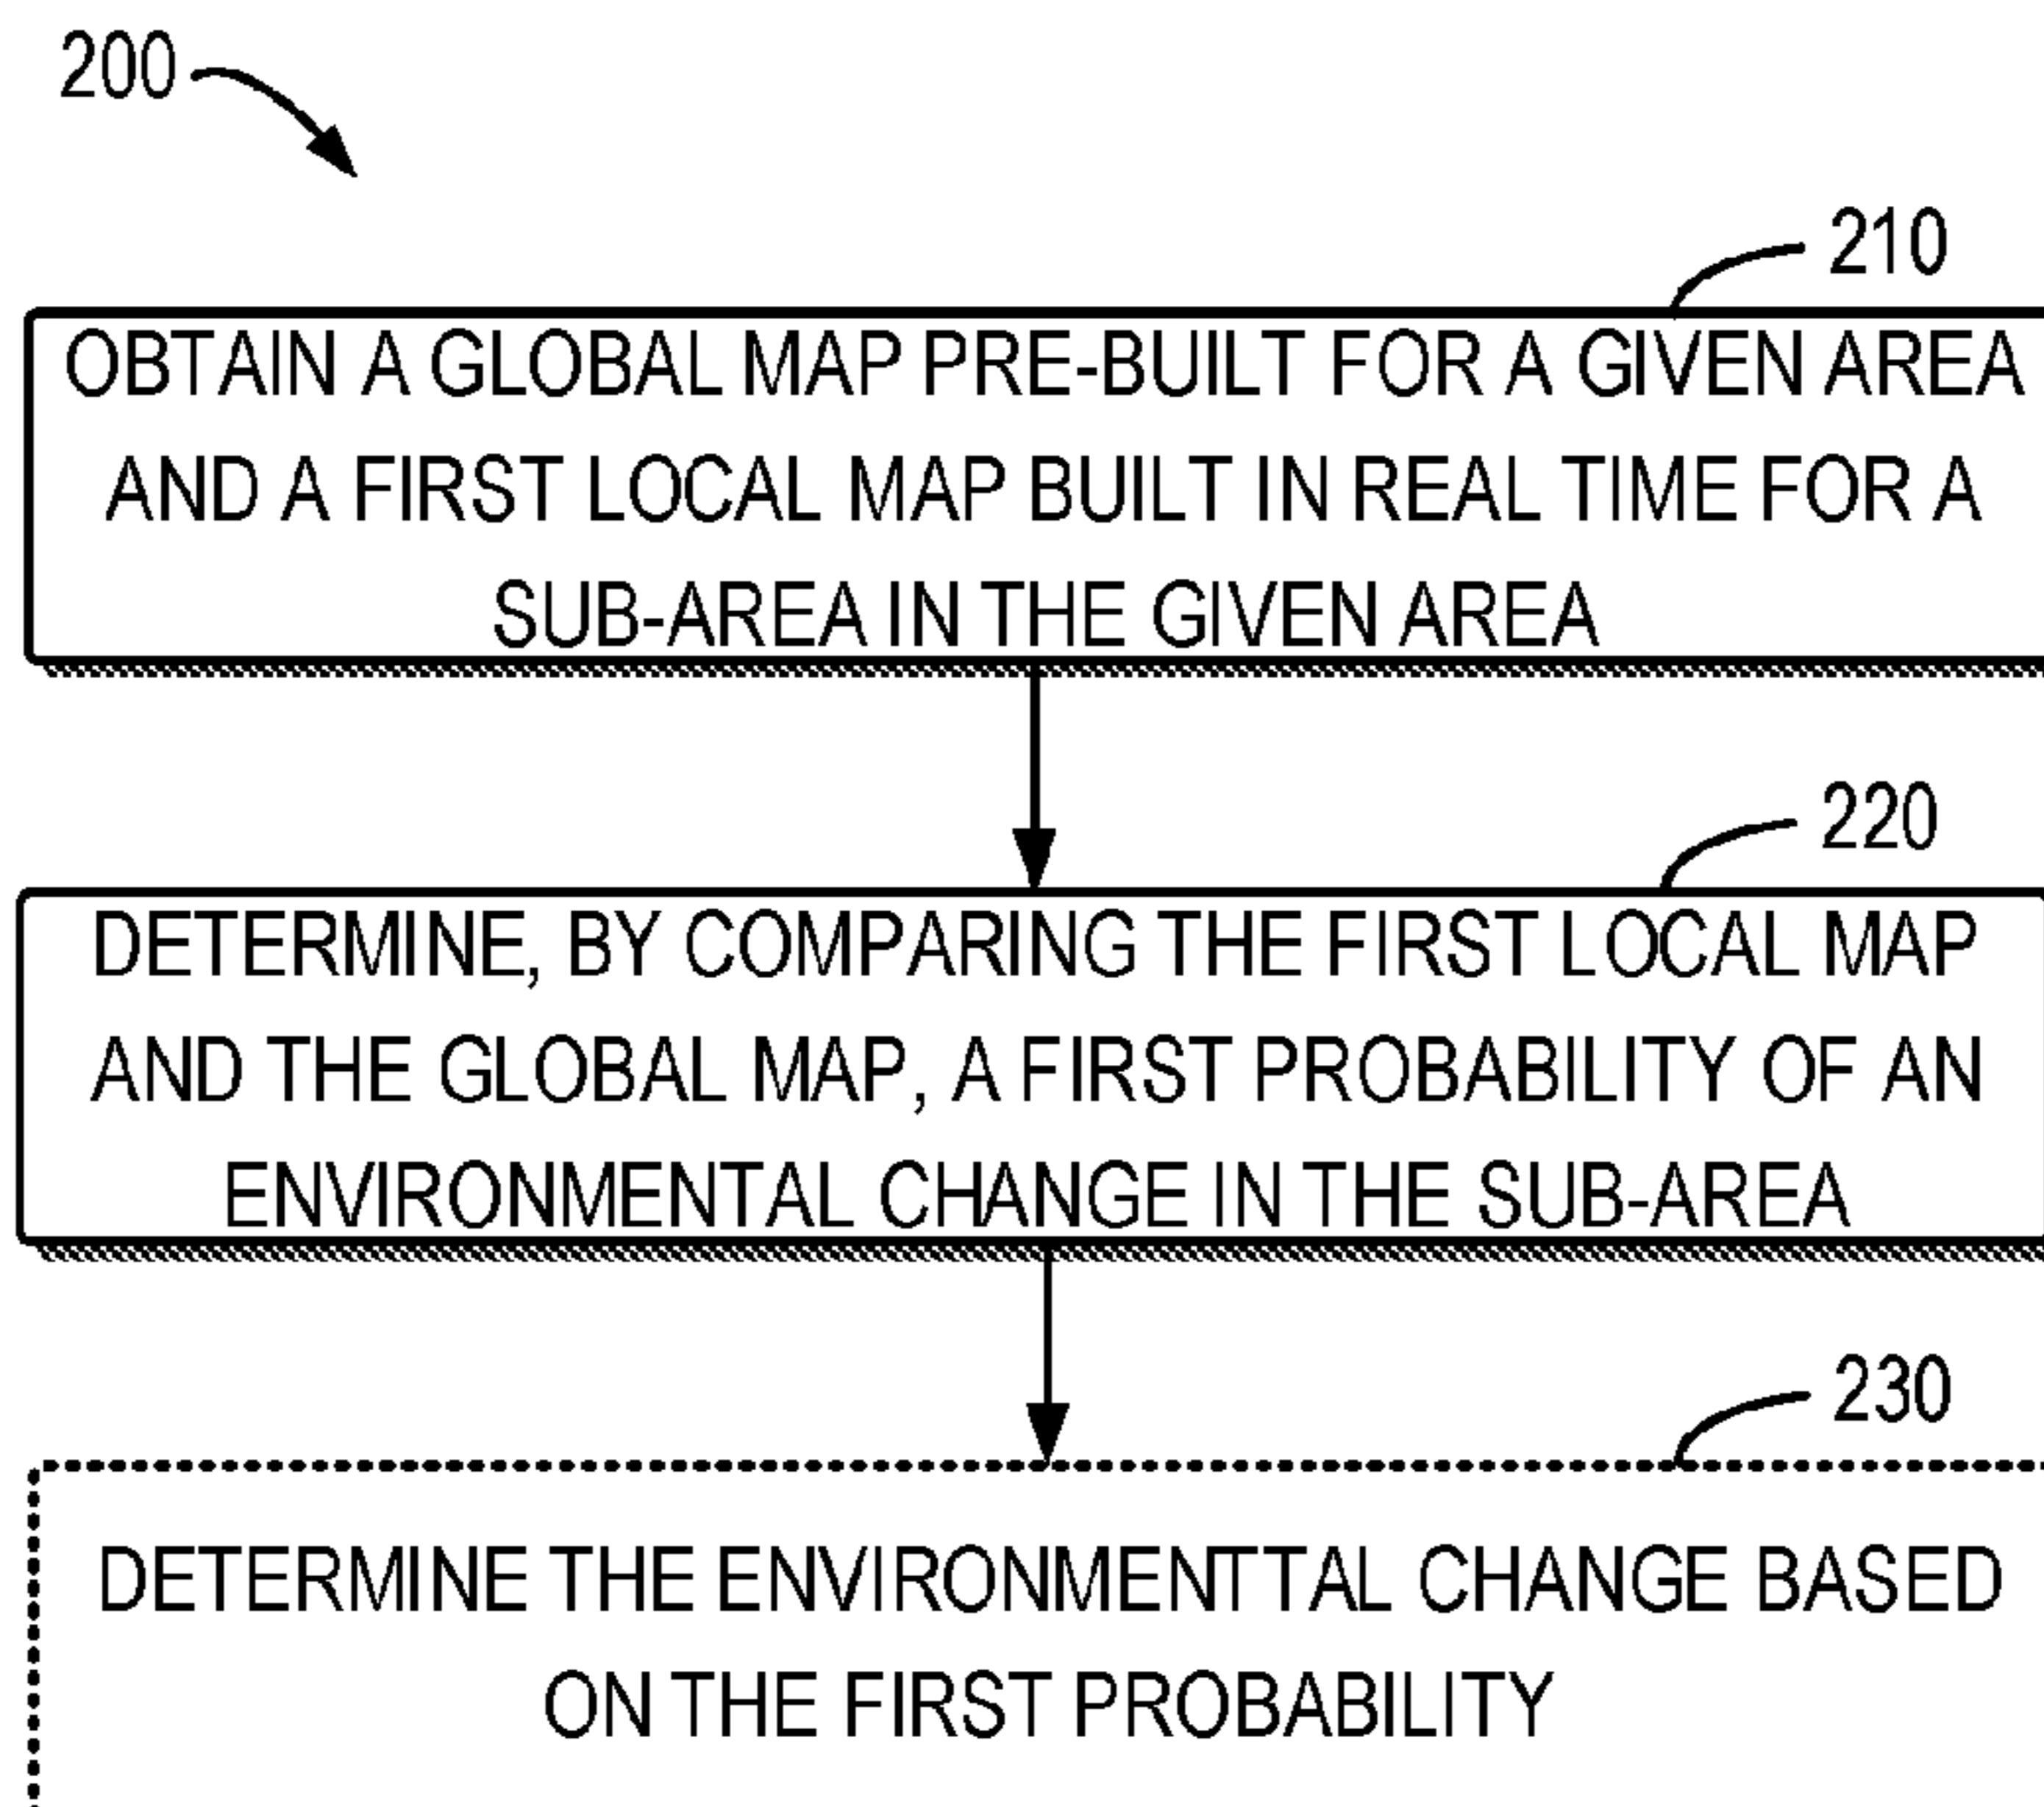 200
210
OBTAIN A GLOBAL MAP PRE-BUILT FOR A GIVEN AREA
AND A FIRST LOCAL MAP BUILT IN REAL TIME FOR A
SUB-AREA IN THE GIVEN AREA
220
DETERMINE, BY COMPARING THE FIRST LOCAL MAP
AND THE GLOBAL MAP, A FIRST PROBABILITY OF AN
ENVIRONMENTAL CHANGE IN THE SUB-AREA
230
DETERMINE THE ENVIRONMENTTAL CHANGE BASED
ON THE FIRST PROBABILITY